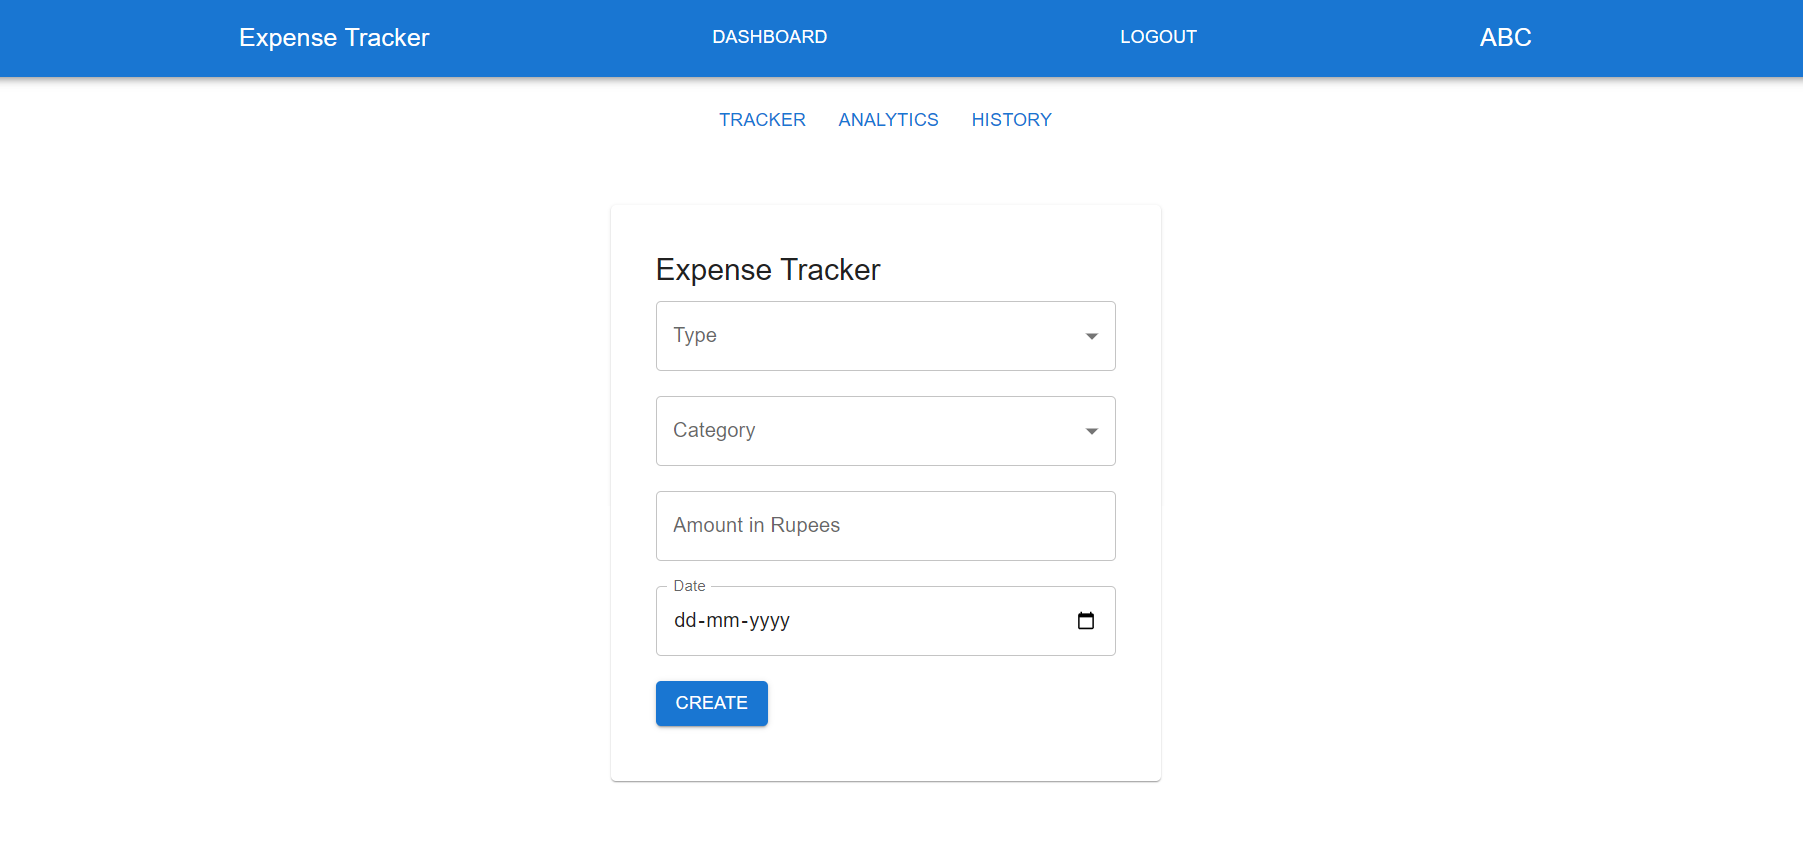 Expense Tracker DASHBOARD LOGOUT ABC
TRACKER ANALYTICS HISTORY
Expense Tracker
Type
Category
Amount in Rupees
Date
dd-mm-yyyy
CREATE